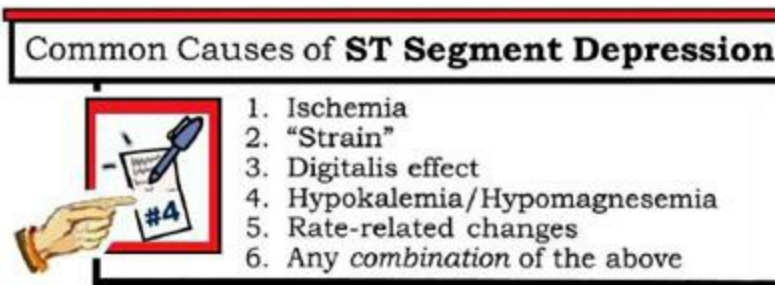 Common Causes of ST Segment Depression
1. Ischemia
2. “Strain”
3. Digitalis effect
#4
4. Hypokalemia/Hypomagnesemia
5. Rate-related changes
6. Any combination of the above